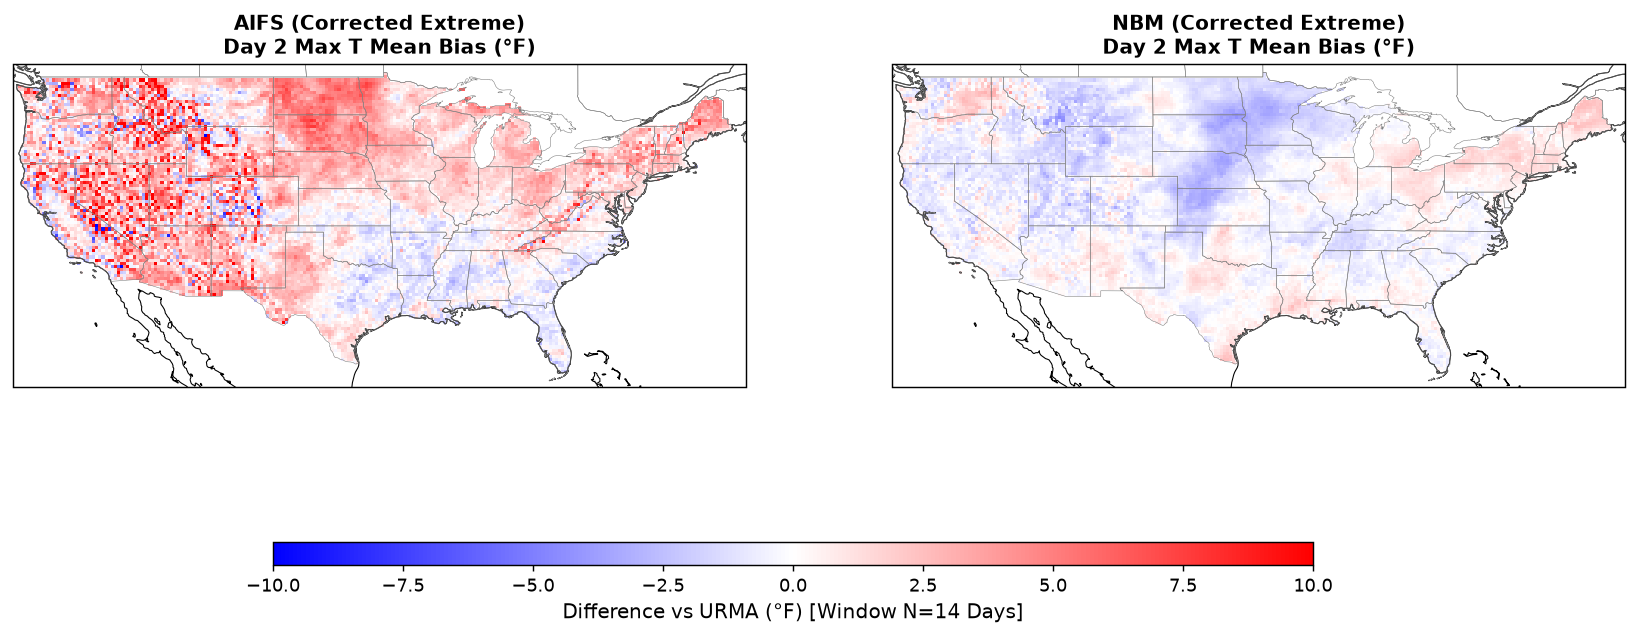 AIFS (Corrected Extreme)
Day 2 Max T Mean Bias (°F)
NBM (Corrected Extreme)
Day 2 Max T Mean Bias (°F)
−10.0 −7.5 −5.0 −2.5 0.0 2.5 5.0 7.5 10.0
Difference vs URMA (°F) [Window N=14 Days]